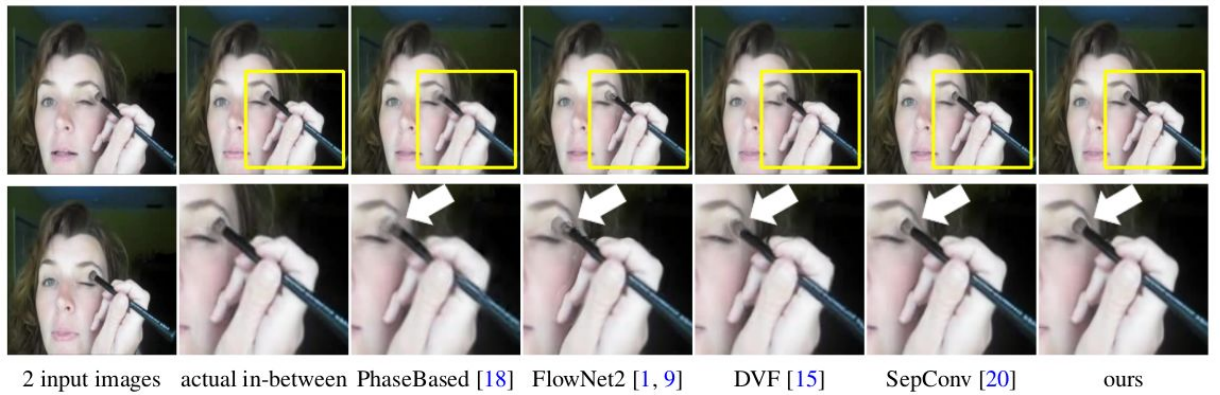 2 input images actual in-between PhaseBased [18] FlowNet2 [1, 9] DVF [15] SepConv [20] ours